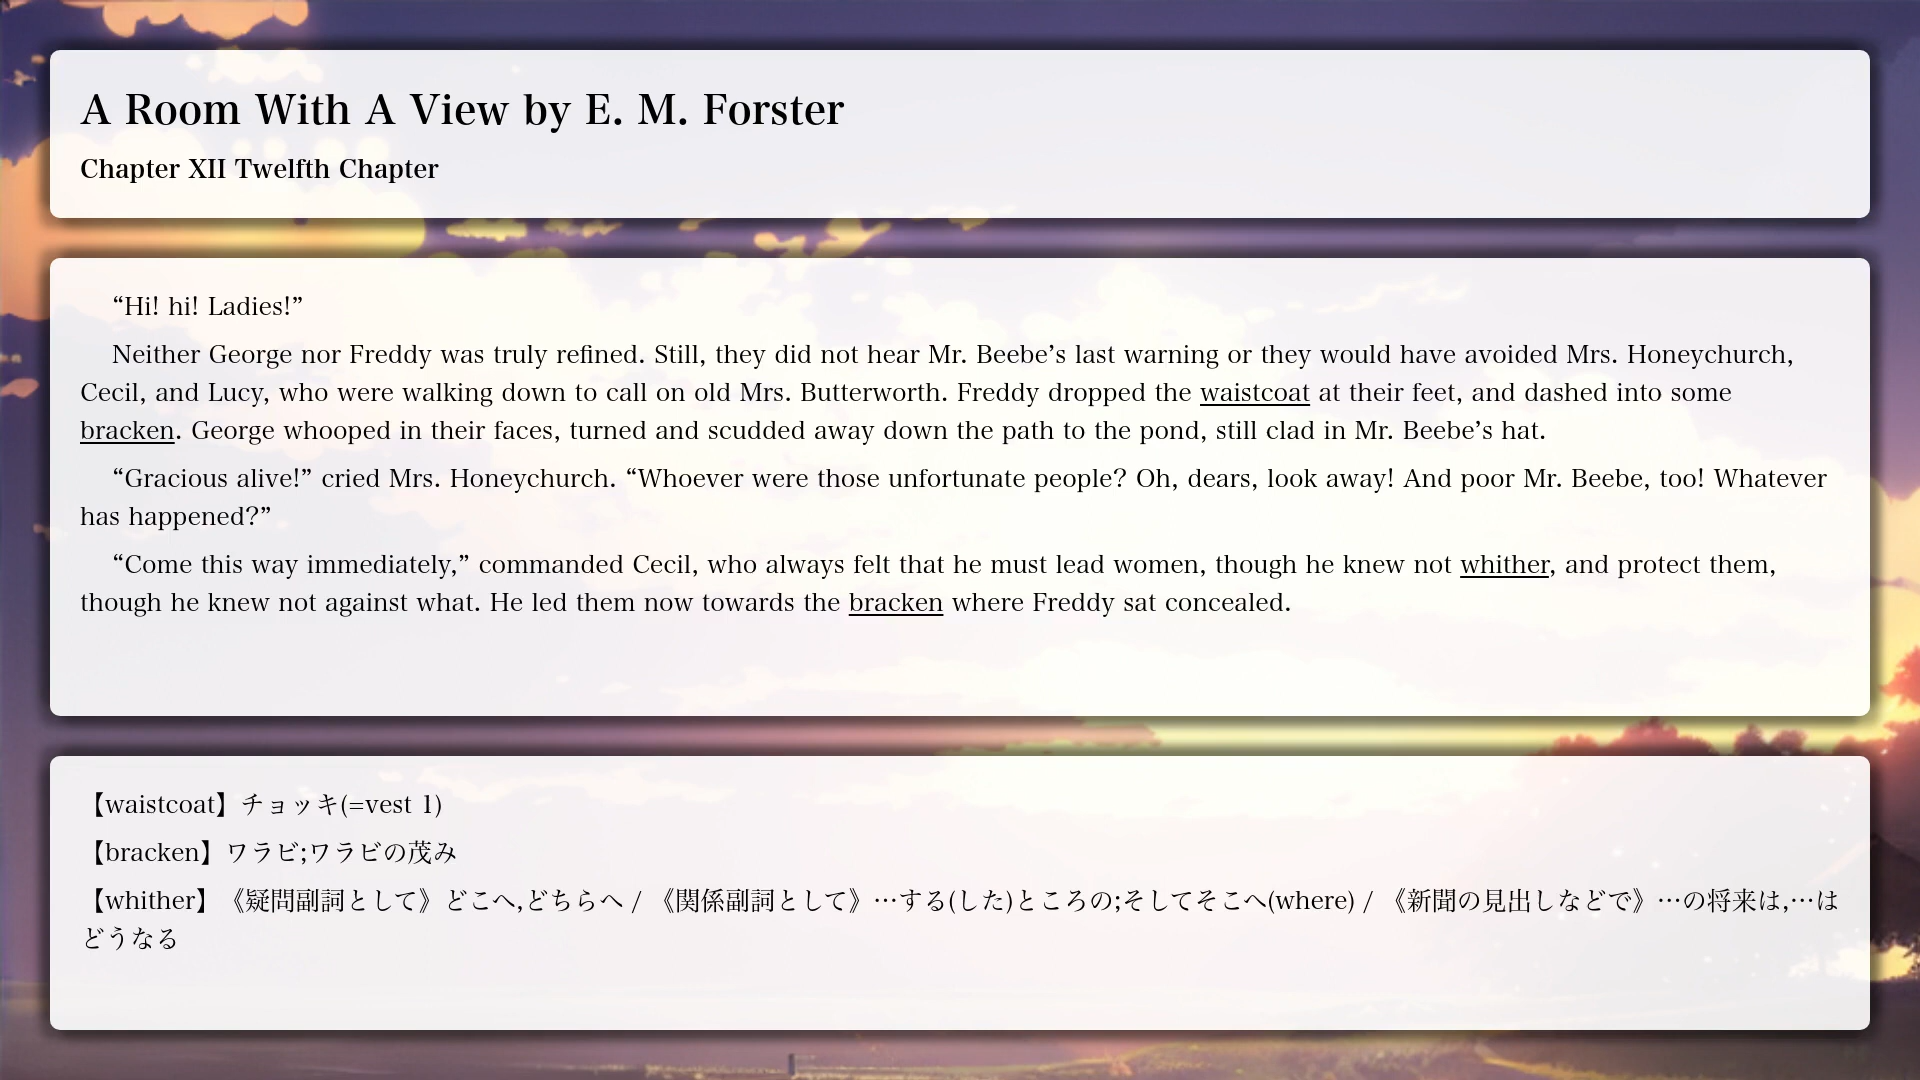 A Room With A View by E. M. Forster
Chapter XII Twelfth Chapter
“Hi! hi! Ladies!”
Neither George nor Freddy was truly refined. Still, they did not hear Mr. Beebe’s last warning or they would have avoided Mrs. Honeychurch,
Cecil, and Lucy, who were walking down to call on old Mrs. Butterworth. Freddy dropped the waistcoat at their feet, and dashed into some
bracken. George whooped in their faces, turned and scudded away down the path to the pond, still clad in Mr. Beebe’s hat.
“Gracious alive!” cried Mrs. Honeychurch. “Whoever were those unfortunate people? Oh, dears, look away! And poor Mr. Beebe, too! Whatever
has happened?”
“Come this way immediately,” commanded Cecil, who always felt that he must lead women, though he knew not whither, and protect them,
though he knew not against what. He led them now towards the bracken where Freddy sat concealed.
【waistcoat】チョッキ(=vest 1)
【bracken】ワラビ;ワラビの茂み
【whither】《疑問副詞として》どこへ,どちらへ / 《関係副詞として》…する(した)ところの;そしてそこへ(where) / 《新聞の見出しなどで》…の将来は,…は
どうなる